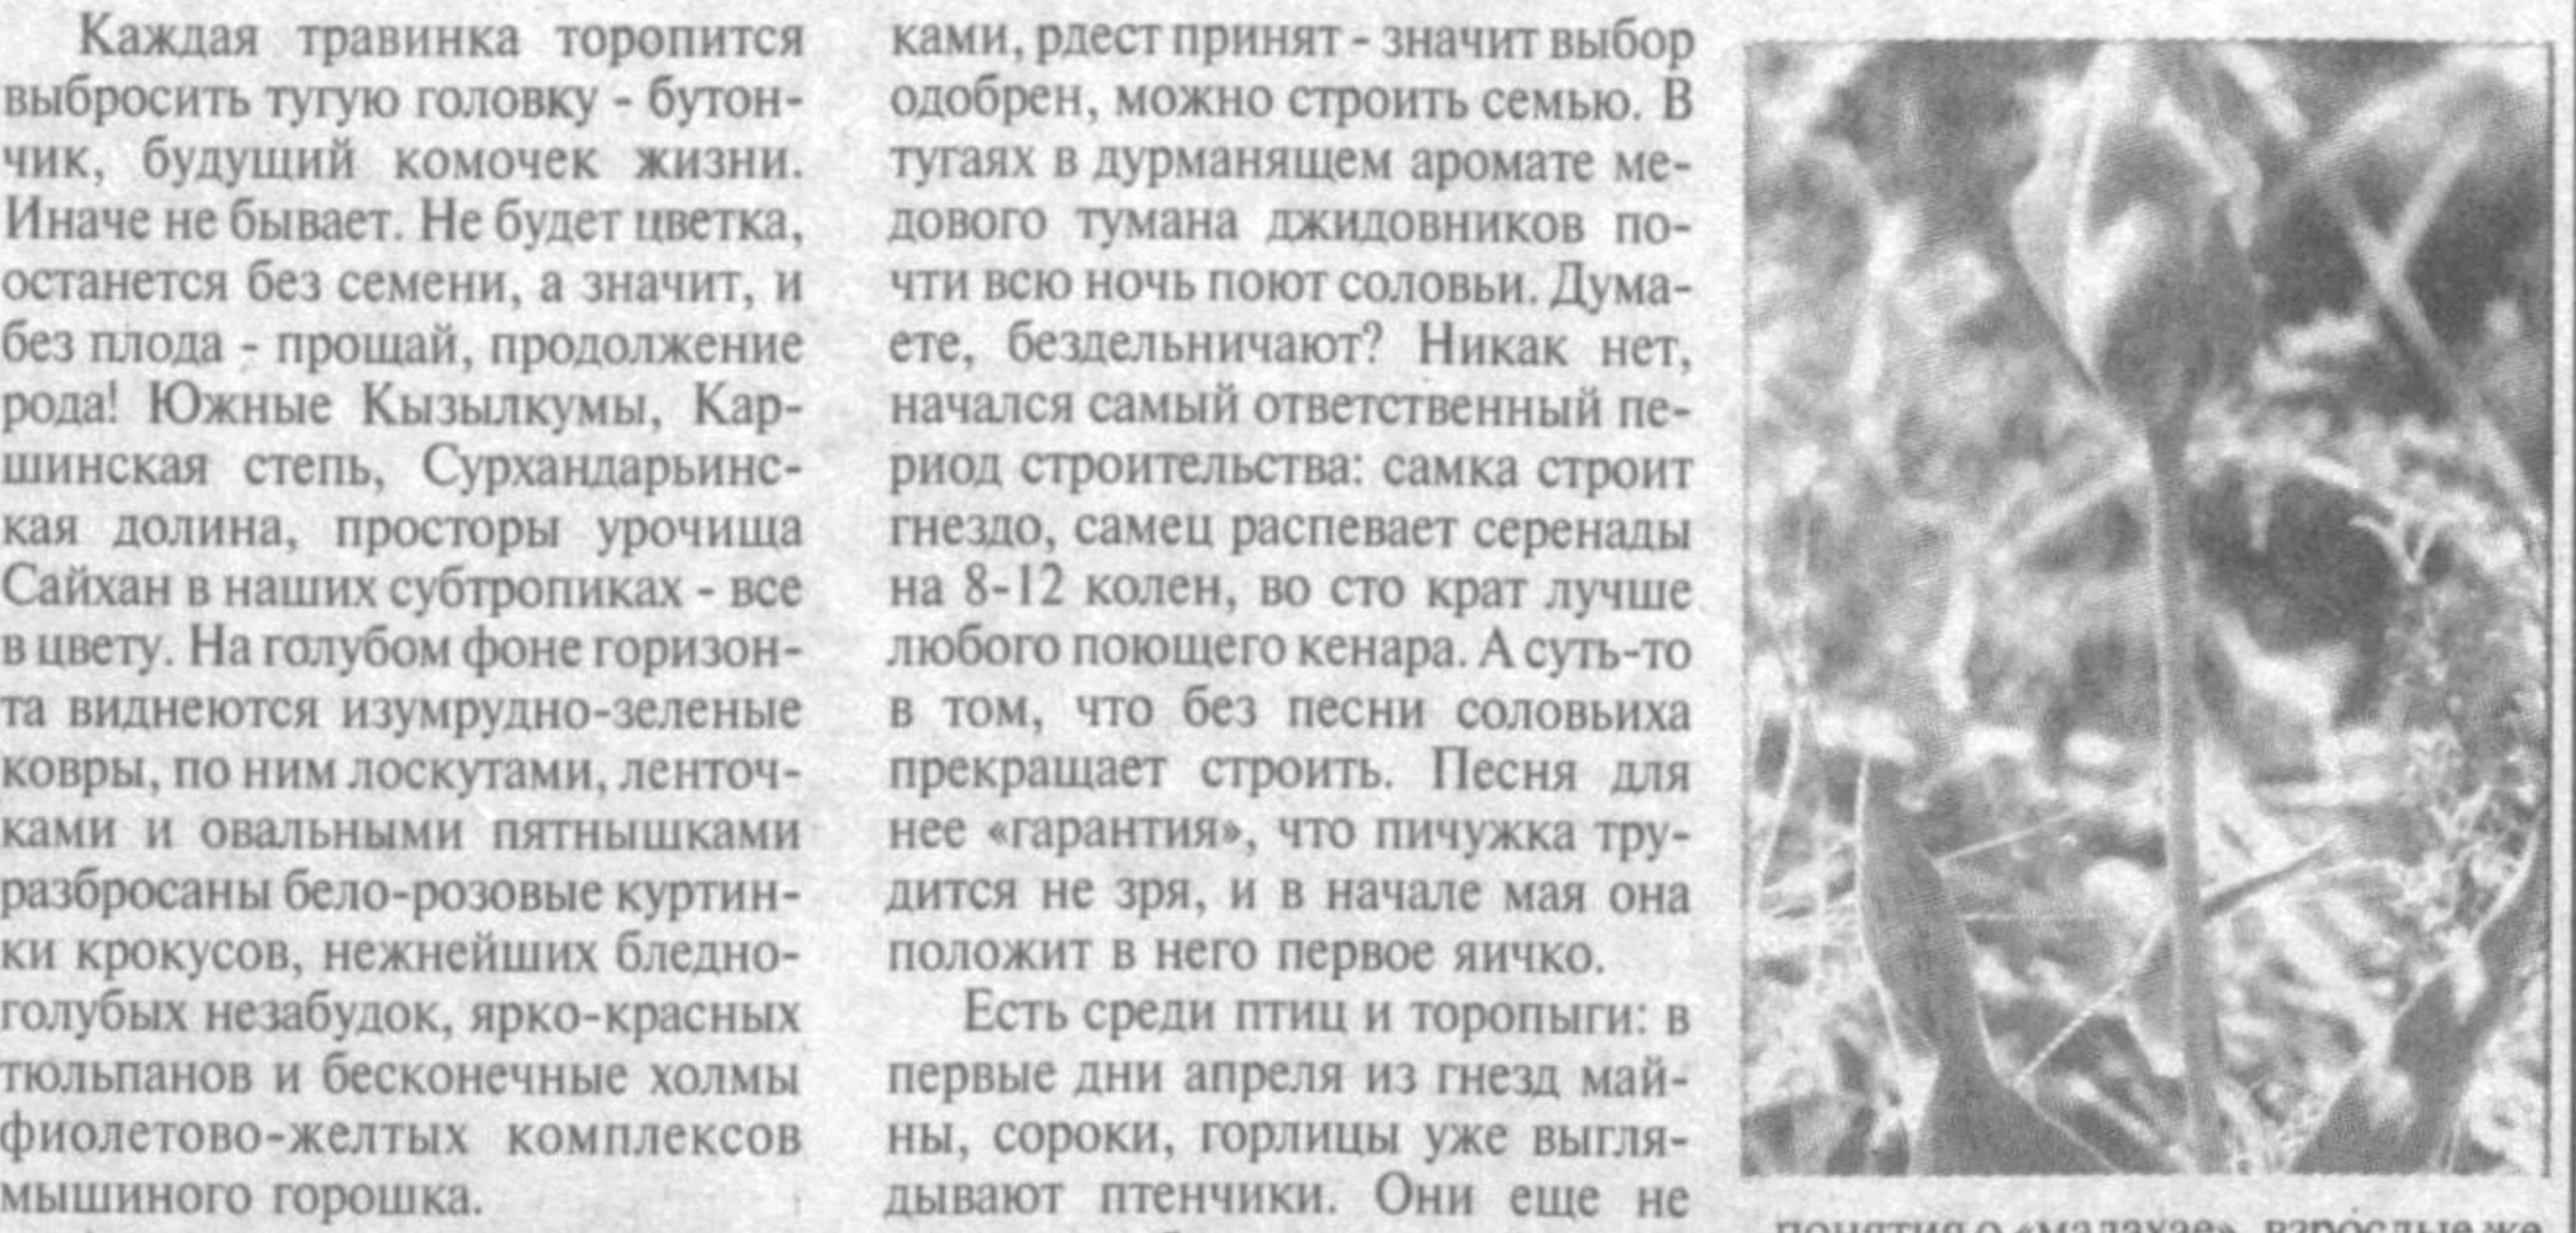 Каждая травинка торопится
выбросить тугую головку - бутон-
чик, будущий комочек жизни.
Иначе не бывает. Не будет цветка,
останется без семени, а значит, и
без плода - прощай, продолжение
рода! Южные Кызылкумы, Кар-
шинская степь, Сурхандарьинс-
кая долина, просторы урочища
Сайхан в наших субтропиках - все
в цвету. На голубом фоне горизон-
та виднеются изумрудно-зеленые
ковры, по ним лоскутами, ленточ-
ками и овальными пятнышками
разбросаны бело-розовые куртин-
ки крокусов, нежнейших бледно-
голубых незабудок, ярко-красных
тюльпанов и бесконечные холмы
фиолетово-желтых комплексов
мышиного горошка.
ками, рдест принят - значит выбор
одобрен, можно строить семью. В
тугаях в дурманящем аромате ме-
дового тумана джидовников по-
чти всю ночь поют соловьи. Дума-
ете, бездельничают? Никак нет,
начался самый ответственный пе-
риод строительства: самка строит
гнездо, самец распевает серенады
на 8-12 колен, во сто крат лучше
любого поющего кенара. А суть-то
в том, что без песни соловьиха
прекращает строить. Песня для
нее «гарантия», что пичужка тру-
дится не зря, и в начале мая она
положит в него первое яичко.
Есть среди птиц и торопыги: в
первые дни апреля из гнезд май-
ны, сороки, горлицы уже выгля-
дывают птенчики. Они еще не
понятия о «малахае», взрослые же